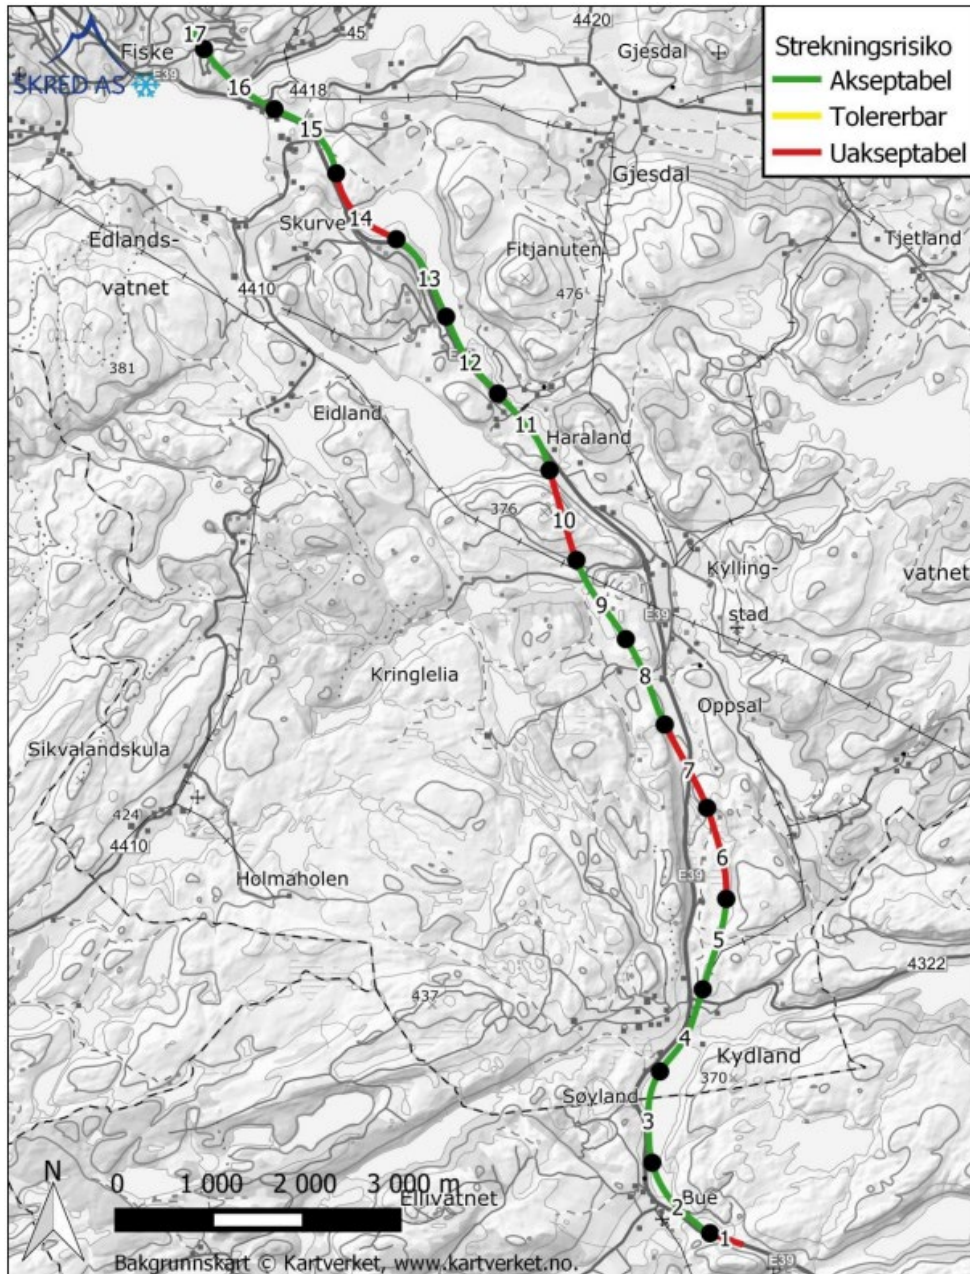 17
Fiske
SKRED AS
E39
45
4420
Gjesdal
16
4418
15
Strekningsrisiko
Akseptabel
Tolererbar
Uakseptabel
Gjesdal
14
Skurve
Edlands-
vatnet
4410
13
Fitjanuten
476
Tjetland
381
12
Eidland
11
Haraland
376
10
Kylling-
stad
vatnet
9
E39
Kringlelia
8
Oppsal
Sikvalandskula
7
424
4410
6
Holmaholen
E39
5
4322
437
4
Kydland
370
Søyland
3
N
0 1 000 2 000 3 000 m
Ellivatnet
Bue
2
1
E39
Bakgrunnskart © Kartverket, www.kartverket.no.